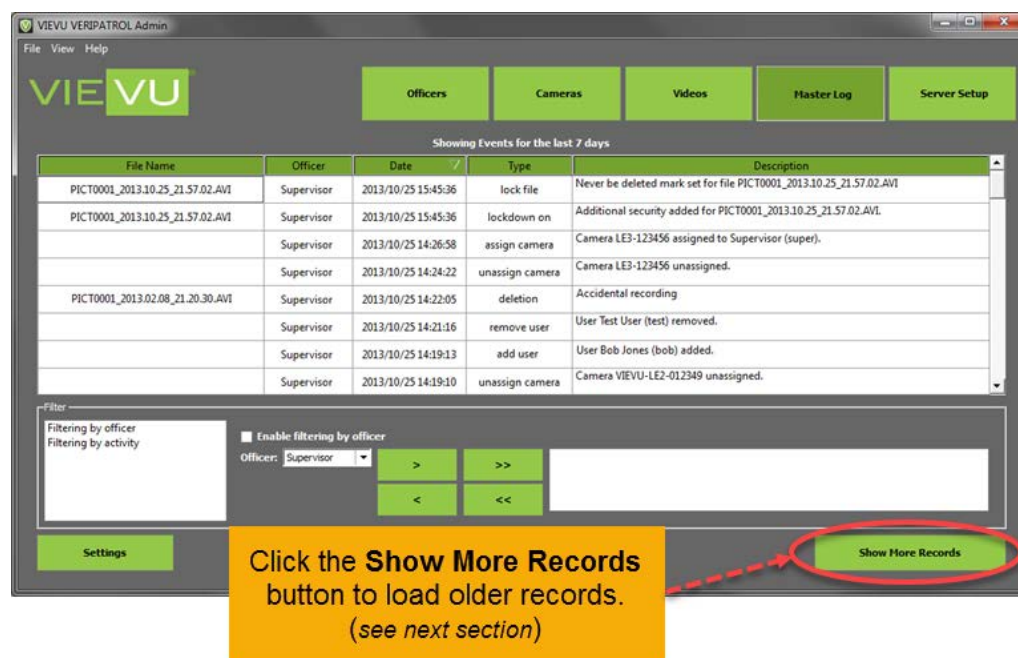 VIEVU VERIPATROL Admin
File View Help
VIEVU
Officers Cameras Videos Master Log Server Setup
Showing Events for the last 7 days
File Name Officer Date Type Description
PICT0001_2013.10.25_21.57.02.AVI Supervisor 2013/10/25 15:45:36 lock file Never be deleted mark set for file PICT0001_2013.10.25_21.57.02.AVI
PICT0001_2013.10.25_21.57.02.AVI Supervisor 2013/10/25 15:45:36 lockdown on Additional security added for PICT0001_2013.10.25_21.57.02.AVI.
Supervisor 2013/10/25 14:26:58 assign camera Camera LE3-123456 assigned to Supervisor (super).
Supervisor 2013/10/25 14:24:22 unassign camera Camera LE3-123456 unassigned.
PICT0001_2013.02.08_21.20.30.AVI Supervisor 2013/10/25 14:22:05 deletion Accidental recording
Supervisor 2013/10/25 14:21:16 remove user User Test User (test) removed.
Supervisor 2013/10/25 14:19:13 add user User Bob Jones (bob) added.
Supervisor 2013/10/25 14:19:10 unassign camera Camera VIEVU-LE2-012349 unassigned.
Filter
Filtering by officer
Filtering by activity
Enable filtering by officer
Officer: Supervisor > >>
< <<
Settings Show More Records
Click the Show More Records
button to load older records.
(see next section)